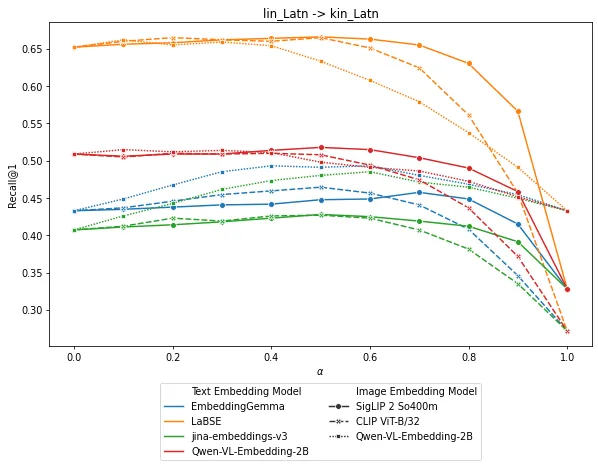 lin_Latn -> kin_Latn
Recall@1
0.65
0.60
0.55
0.50
0.45
0.40
0.35
0.30
0.0 0.2 0.4 0.6 0.8 1.0
α
Text Embedding Model Image Embedding Model
EmbeddingGemma SigLIP 2 So400m
LaBSE CLIP ViT-B/32
jina-embeddings-v3 Qwen-VL-Embedding-2B
Qwen-VL-Embedding-2B